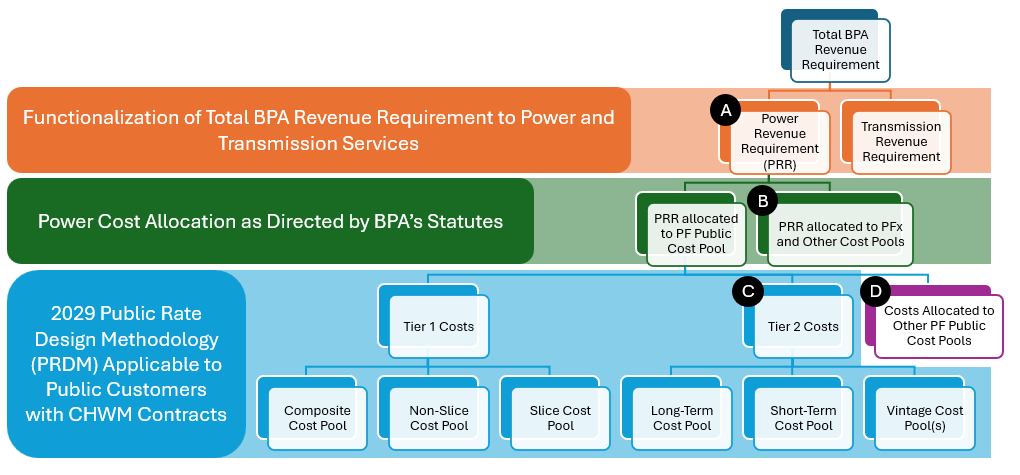 Total BPA
Revenue
Requirement
Functionalization of Total BPA Revenue Requirement to Power and
Transmission Services
A
Power
Revenue
Requirement
(PRR)
Transmission
Revenue
Requirement
Power Cost Allocation as Directed by BPA's Statutes
PRR allocated
to PF Public
Cost Pool
B
PRR allocated to PFx
and Other Cost Pools
2029 Public Rate
Design Methodology
(PRDM) Applicable to
Public Customers
with CHWM Contracts
Tier 1 Costs
C
Tier 2 Costs
D
Costs Allocated to
Other PF Public
Cost Pools
Composite
Cost Pool
Non-Slice
Cost Pool
Slice Cost
Pool
Long-Term
Cost Pool
Short-Term
Cost Pool
Vintage Cost
Pool(s)